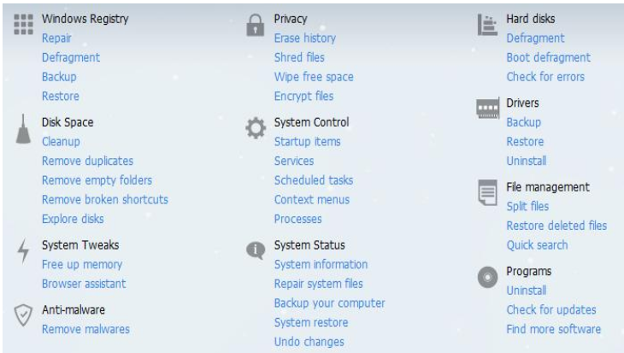 Windows Registry
Repair
Defragment
Backup
Restore
Disk Space
Cleanup
Remove duplicates
Remove empty folders
Remove broken shortcuts
Explore disks
System Tweaks
Free up memory
Browser assistant
Anti-malware
Remove malwares
Privacy
Erase history
Shred files
Wipe free space
Encrypt files
System Control
Startup items
Services
Scheduled tasks
Context menus
Processes
System Status
System information
Repair system files
Backup your computer
System restore
Undo changes
Hard disks
Defragment
Boot defragment
Check for errors
Drivers
Backup
Restore
Uninstall
File management
Split files
Restore deleted files
Quick search
Programs
Uninstall
Check for updates
Find more software